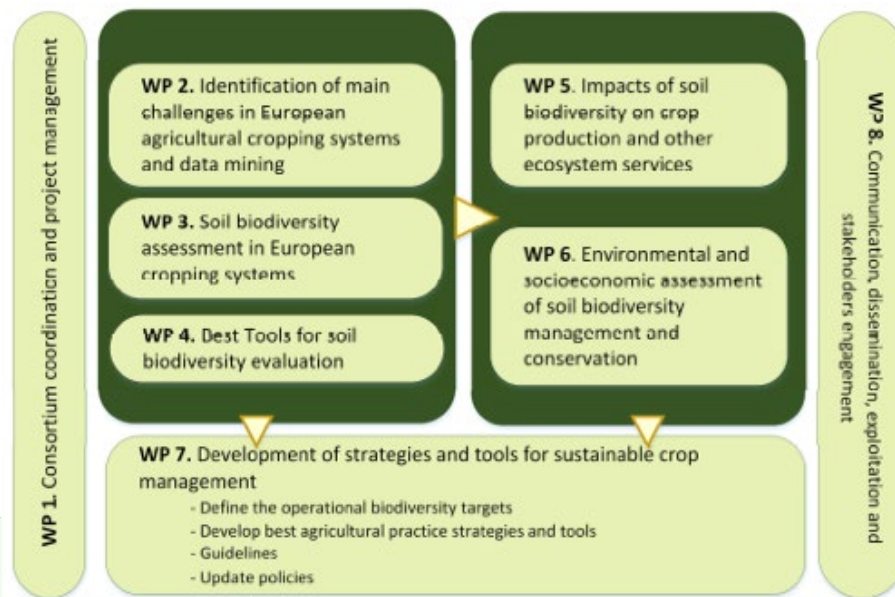 WP 1. Consortium coordination and project management
WP 2. Identification of main
challenges in European
agricultural cropping systems
and data mining
WP 3. Soil biodiversity
assessment in European
cropping systems
WP 4. Best Tools for soil
biodiversity evaluation
WP 5. Impacts of soil
biodiversity on crop
production and other
ecosystem services
WP 6. Environmental and
socioeconomic assessment
of soil biodiversity
management and
conservation
WP 7. Development of strategies and tools for sustainable crop
management
- Define the operational biodiversity targets
- Develop best agricultural practice strategies and tools
- Guidelines
- Update policies
WP 8. Communication, dissemination, exploitation and
stakeholders engagement